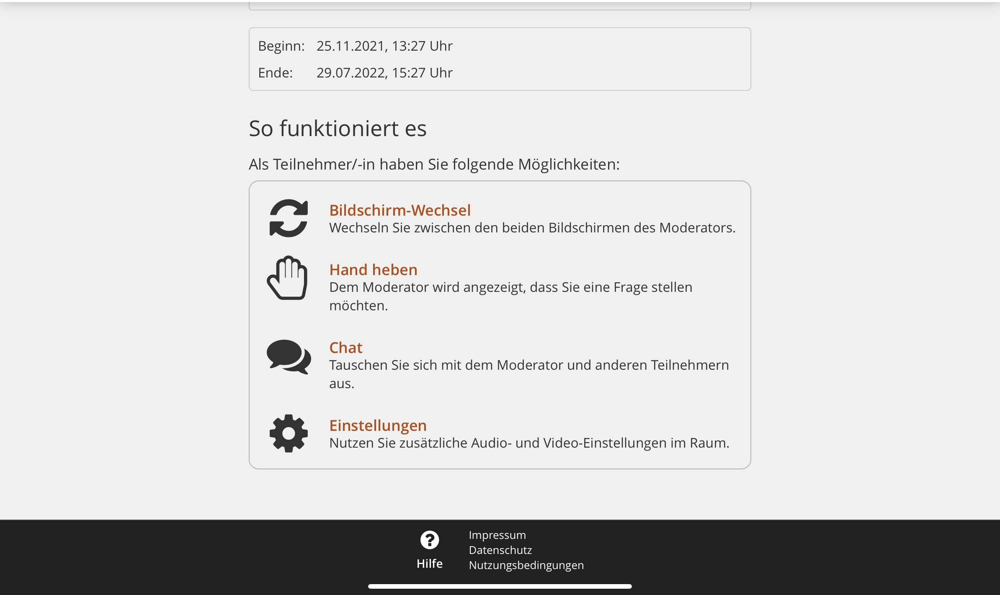 Beginn: 25.11.2021, 13:27 Uhr
Ende: 29.07.2022, 15:27 Uhr
So funktioniert es
Als Teilnehmer/-in haben Sie folgende Möglichkeiten:
Bildschirm-Wechsel
Wechseln Sie zwischen den beiden Bildschirmen des Moderators.
Hand heben
Dem Moderator wird angezeigt, dass Sie eine Frage stellen
möchten.
Chat
Tauschen Sie sich mit dem Moderator und anderen Teilnehmern
aus.
Einstellungen
Nutzen Sie zusätzliche Audio- und Video-Einstellungen im Raum.
?
Hilfe
Impressum
Datenschutz
Nutzungsbedingungen